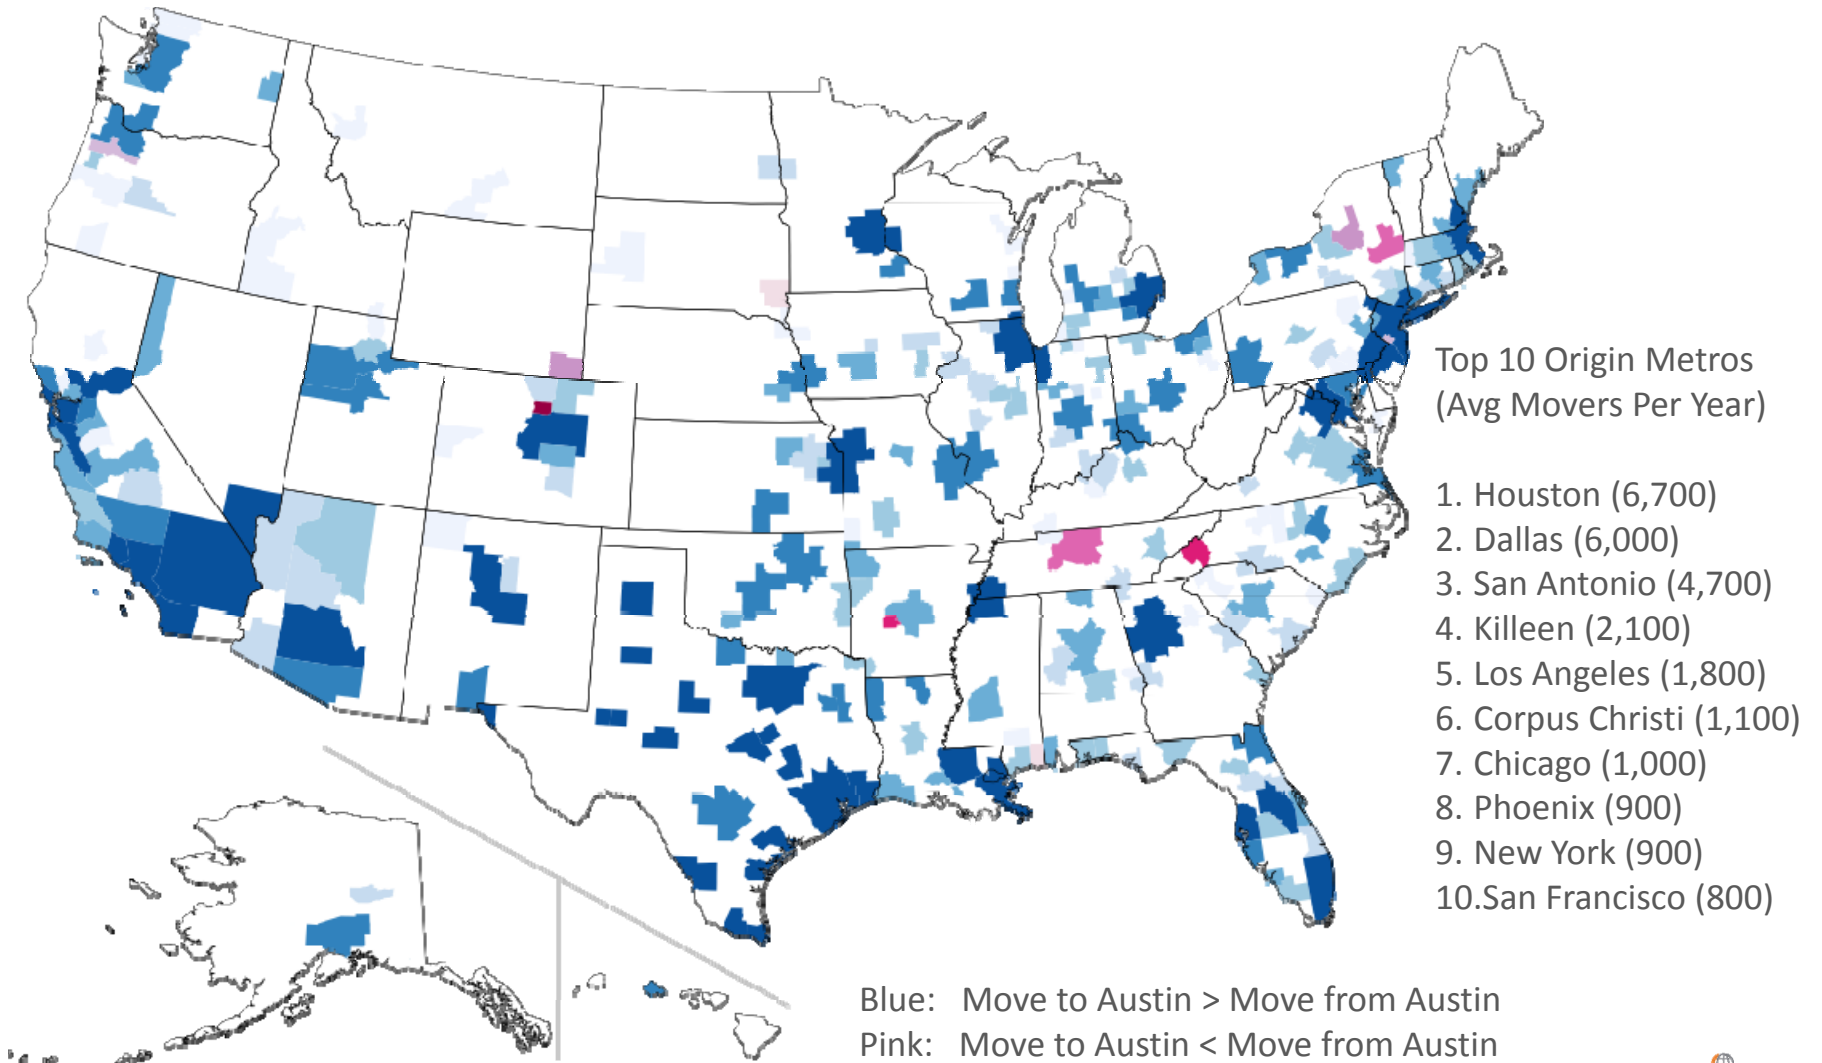 Top 10 Origin Metros
(Avg Movers Per Year)
1. Houston (6,700)
2. Dallas (6,000)
3. San Antonio (4,700)
4. Killeen (2,100)
5. Los Angeles (1,800)
6. Corpus Christi (1,100)
7. Chicago (1,000)
8. Phoenix (900)
9. New York (900)
10.San Francisco (800)
Blue: Move to Austin > Move from Austin
Pink: Move to Austin < Move from Austin